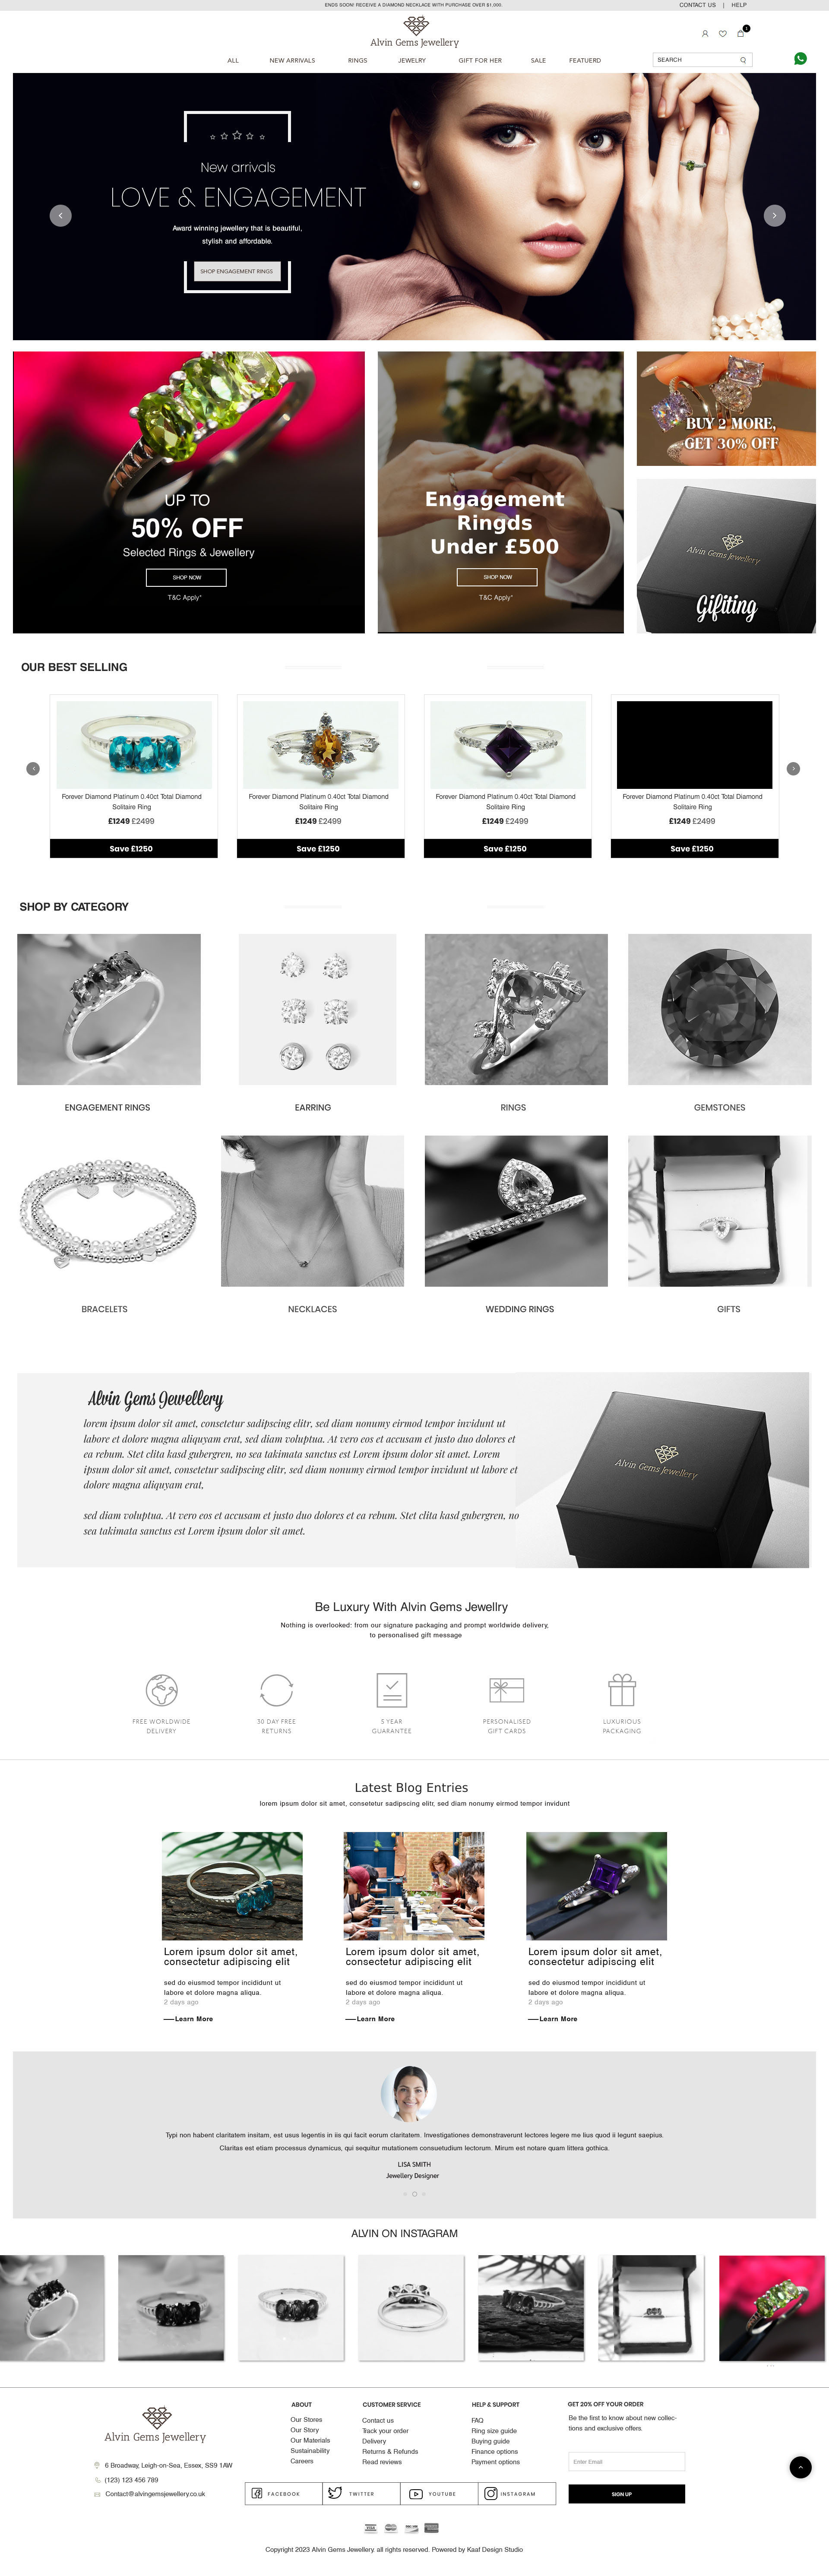 ENDS SOON! RECEIVE A DIAMOND NECKLACE WITH PURCHASE OVER $1,000.
CONTACT US | HELP
1
Alvin Gems Jewellery
ALL NEW ARRIVALS RINGS JEWELRY GIFT FOR HER SALE FEATUERD
SEARCH
New arrivals
LOVE & ENGAGEMENT
Award winning jewellery that is beautiful,
stylish and affordable.
SHOP ENGAGEMENT RINGS
UP TO
50% OFF
Selected Rings & Jewellery
SHOP NOW
T&C Apply*
Engagement
Ringds
Under £500
SHOP NOW
T&C Apply*
BUY 2 MORE,
GET 30% OFF
Alvin Gems Jewellery
Gifiting
OUR BEST SELLING
Forever Diamond Platinum 0.40ct Total Diamond
Solitaire Ring
£1249 £2499
Save £1250
Forever Diamond Platinum 0.40ct Total Diamond
Solitaire Ring
£1249 £2499
Save £1250
Forever Diamond Platinum 0.40ct Total Diamond
Solitaire Ring
£1249 £2499
Save £1250
Forever Diamond Platinum 0.40ct Total Diamond
Solitaire Ring
£1249 £2499
Save £1250
SHOP BY CATEGORY
ENGAGEMENT RINGS
EARRING
RINGS
GEMSTONES
BRACELETS
NECKLACES
WEDDING RINGS
GIFTS
Alvin Gems Jewellery
lorem ipsum dolor sit amet, consetetur sadipscing elitr, sed diam nonumy eirmod tempor invidunt ut
labore et dolore magna aliquyam erat, sed diam voluptua. At vero eos et accusam et justo duo dolores et
ea rebum. Stet clita kasd gubergren, no sea takimata sanctus est Lorem ipsum dolor sit amet. Lorem
ipsum dolor sit amet, consetetur sadipscing elitr, sed diam nonumy eirmod tempor invidunt ut labore et
dolore magna aliquyam erat,
sed diam voluptua. At vero eos et accusam et justo duo dolores et ea rebum. Stet clita kasd gubergren, no
sea takimata sanctus est Lorem ipsum dolor sit amet.
Alvin Gems Jewellery
Be Luxury With Alvin Gems Jewellry
Nothing is overlooked: from our signature packaging and prompt worldwide delivery,
to personalised gift message
FREE WORLDWIDE
DELIVERY
30 DAY FREE
RETURNS
5 YEAR
GUARANTEE
PERSONALISED
GIFT CARDS
LUXURIOUS
PACKAGING
Latest Blog Entries
lorem ipsum dolor sit amet, consetetur sadipscing elitr, sed diam nonumy eirmod tempor invidunt
Lorem ipsum dolor sit amet,
consectetur adipiscing elit
sed do eiusmod tempor incididunt ut
labore et dolore magna aliqua.
2 days ago
Learn More
Lorem ipsum dolor sit amet,
consectetur adipiscing elit
sed do eiusmod tempor incididunt ut
labore et dolore magna aliqua.
2 days ago
Learn More
Lorem ipsum dolor sit amet,
consectetur adipiscing elit
sed do eiusmod tempor incididunt ut
labore et dolore magna aliqua.
2 days ago
Learn More
Typi non habent claritatem insitam, est usus legentis in iis qui facit eorum claritatem. Investigationes demonstraverunt lectores legere me lius quod ii legunt saepius.
Claritas est etiam processus dynamicus, qui sequitur mutationem consuetudium lectorum. Mirum est notare quam littera gothica.
LISA SMITH
Jewellery Designer
ALVIN ON INSTAGRAM
Alvin Gems Jewellery
6 Broadway, Leigh-on-Sea, Essex, SS9 1AW
(123) 123 456 789
Contact@alvingemsjewellery.co.uk
ABOUT
Our Stores
Our Story
Our Materials
Sustainability
Careers
CUSTOMER SERVICE
Contact us
Track your order
Delivery
Returns & Refunds
Read reviews
HELP & SUPPORT
FAQ
Ring size guide
Buying guide
Finance options
Payment options
GET 20% OFF YOUR ORDER
Be the first to know about new collec-
tions and exclusive offers.
Enter Email
SIGN UP
FACEBOOK TWITTER YOUTUBE INSTAGRAM
VISA
Copyright 2023 Alvin Gems Jewellery. all rights reserved. Powered by Kaaf Design Studio